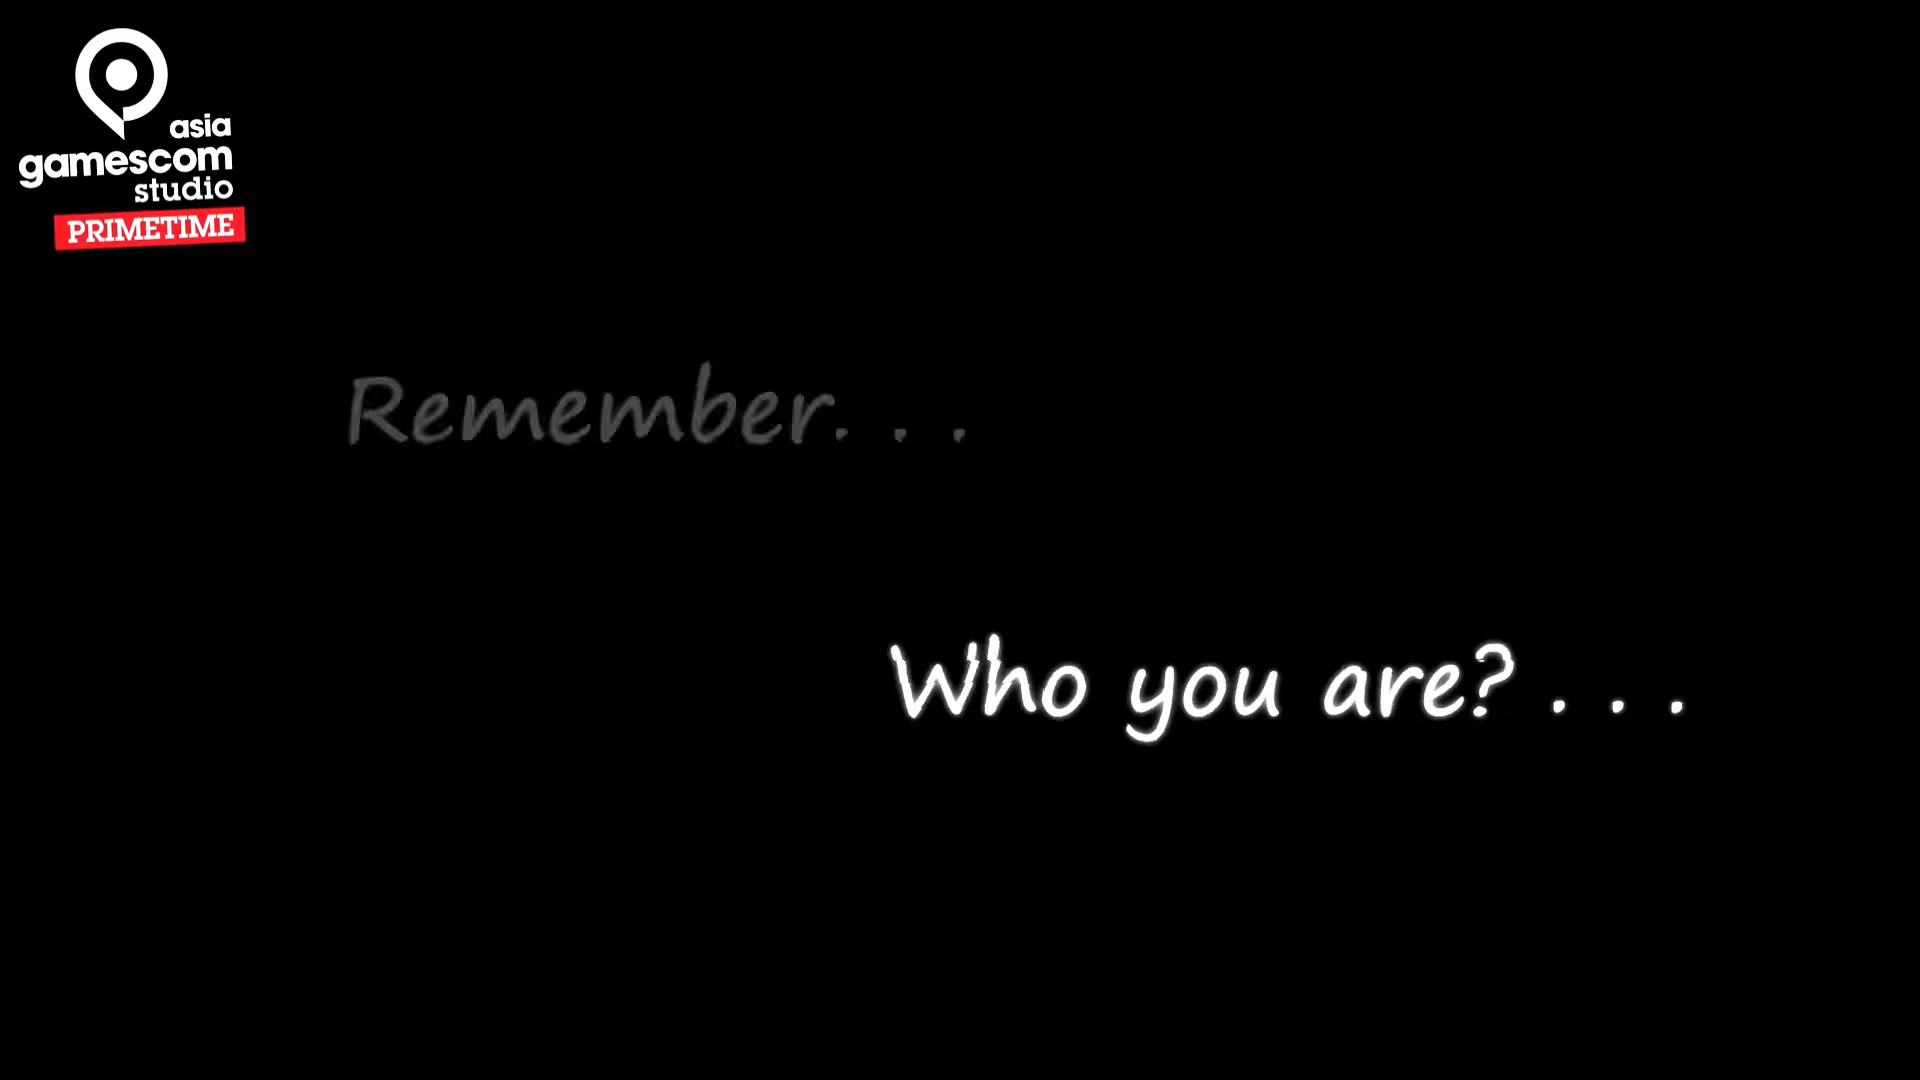 asia
gamescom
studio
PRIMETIME
Remember. . .
Who you are? . . .